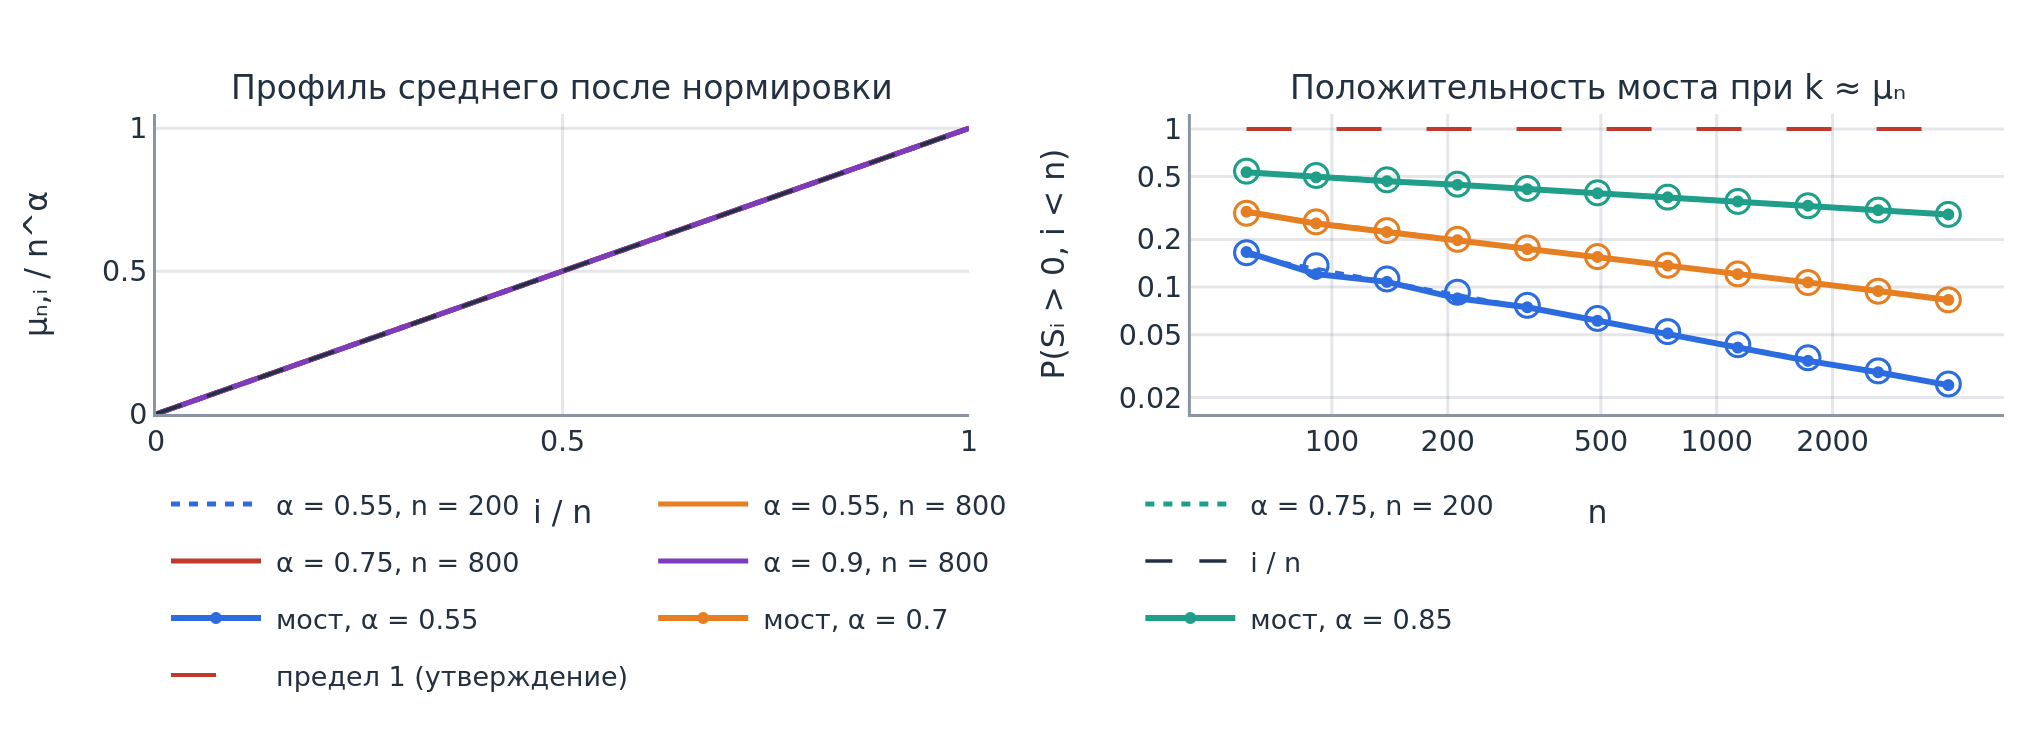 Профиль среднего после нормировки
μₙ,ᵢ / n^α
1
0.5
0
0
0.5
1
i / n
Положительность моста при k ≈ μₙ
P(Sᵢ > 0, i < n)
1
0.5
0.2
0.1
0.05
0.02
100
200
500
1000
2000
n
α = 0.55, n = 200
α = 0.55, n = 800
α = 0.75, n = 200
α = 0.75, n = 800
α = 0.9, n = 800
i / n
мост, α = 0.55
мост, α = 0.7
мост, α = 0.85
предел 1 (утверждение)